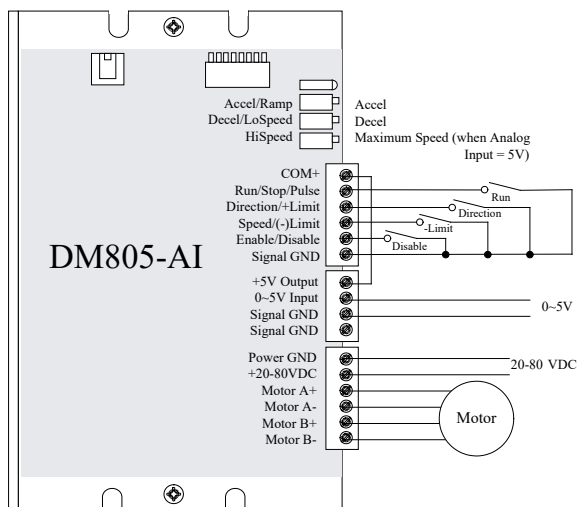 Accel/Ramp Accel
Decel/LoSpeed Decel
HiSpeed Maximum Speed (when Analog
Input = 5V)
COM+
Run/Stop/Pulse
Run
Direction/+Limit
Direction
Speed/(-)Limit
-Limit
Enable/Disable
Disable
Signal GND
DM805-AI
+5V Output
0~5V Input
0~5V
Signal GND
Signal GND
Power GND
20-80 VDC
+20-80VDC
Motor A+
Motor A-
Motor
Motor B+
Motor B-